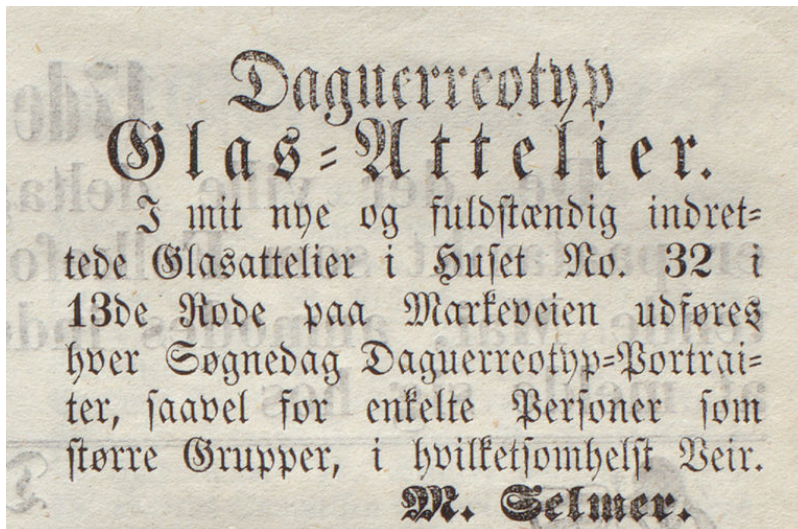 Daguerreotyp
Glas-Attelier.
I mit nye og fuldstændig indret-
tede Glasattelier i Huset No. 32 i
13de Rode paa Markeveien udføres
hver Søgnedag Daguerreotyp-Portrai-
ter, saavel for enkelte Personer som
større Grupper, i hvilketsomhelst Veir.
M. Selmer.